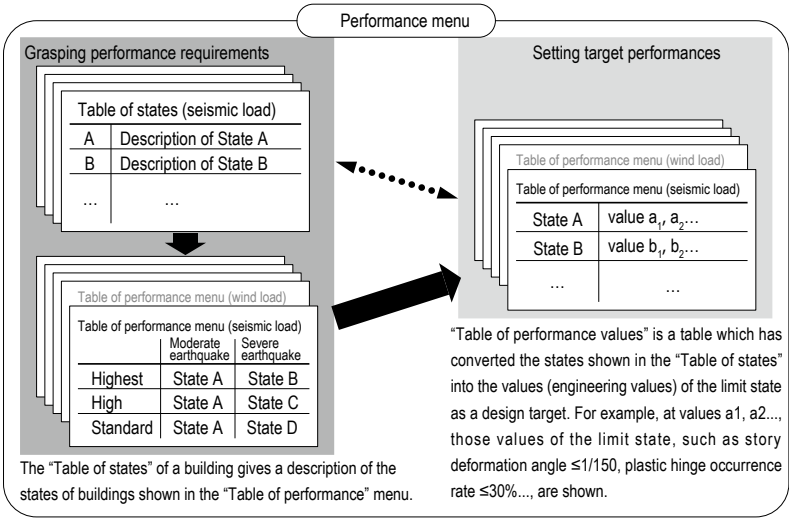 Performance menu
Grasping performance requirements
Table of states (seismic load)
A Description of State A
B Description of State B
... ...
Table of performance menu (wind load)
Table of performance menu (seismic load)
Moderate earthquake Severe earthquake
Highest State A State B
High State A State C
Standard State A State D
The “Table of states” of a building gives a description of the
states of buildings shown in the “Table of performance” menu.
Setting target performances
Table of performance menu (wind load)
Table of performance menu (seismic load)
State A value a1, a2...
State B value b1, b2...
... ...
“Table of performance values” is a table which has
converted the states shown in the “Table of states”
into the values (engineering values) of the limit state
as a design target. For example, at values a1, a2...,
those values of the limit state, such as story
deformation angle ≤1/150, plastic hinge occurrence
rate ≤30%..., are shown.